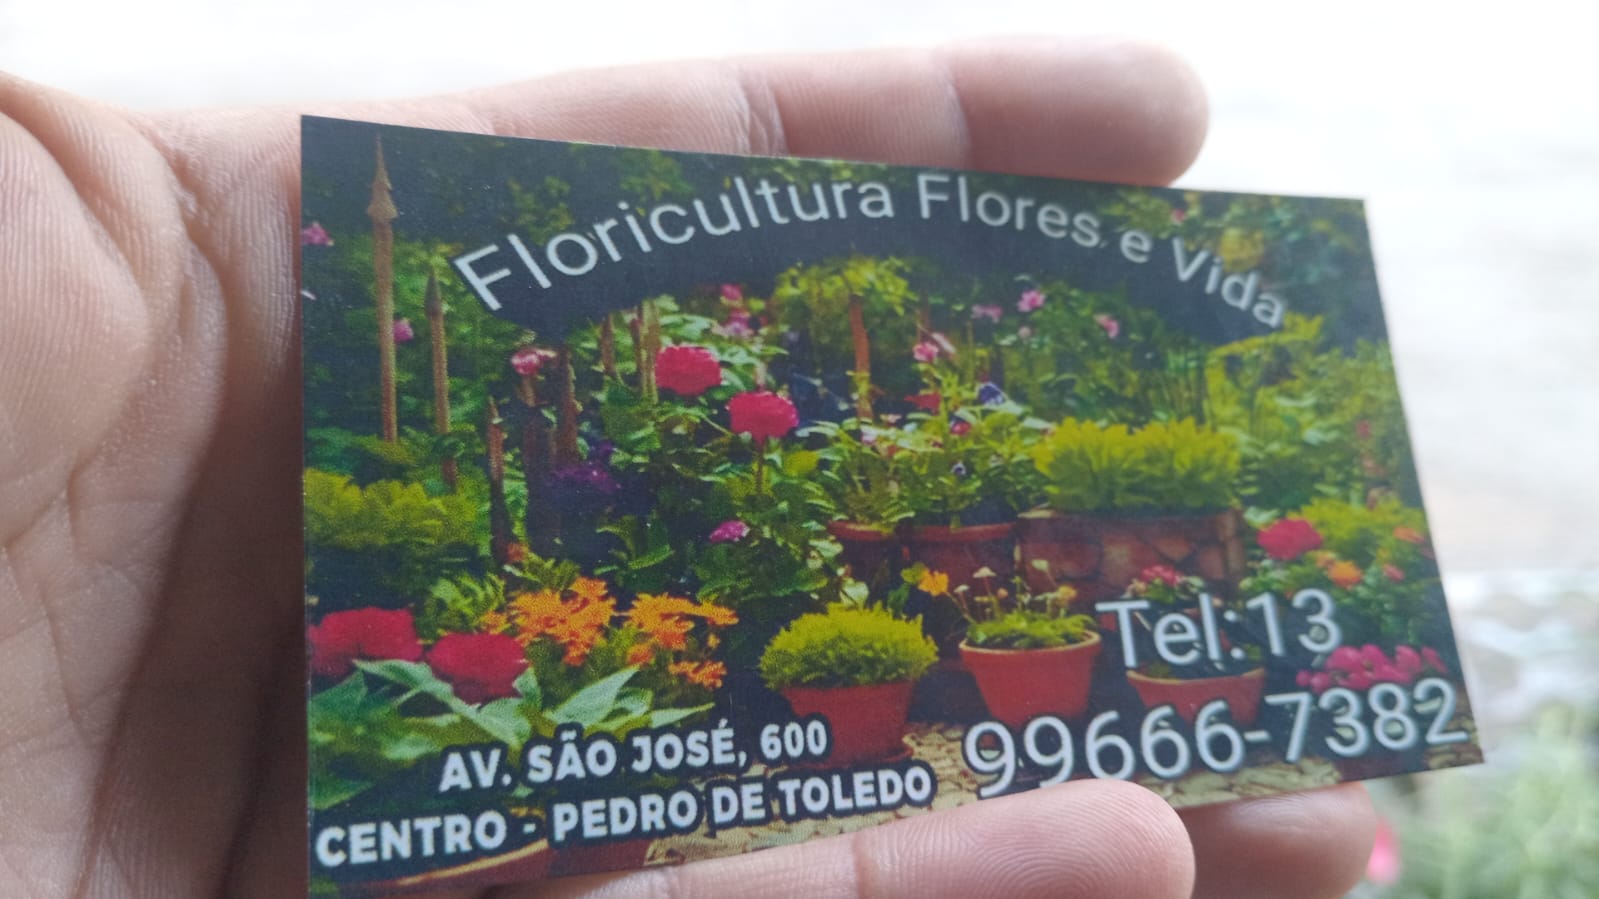 Floricultura Flores e Vida
Tel:13
99666-7382
AV. SÃO JOSÉ, 600
CENTRO - PEDRO DE TOLEDO